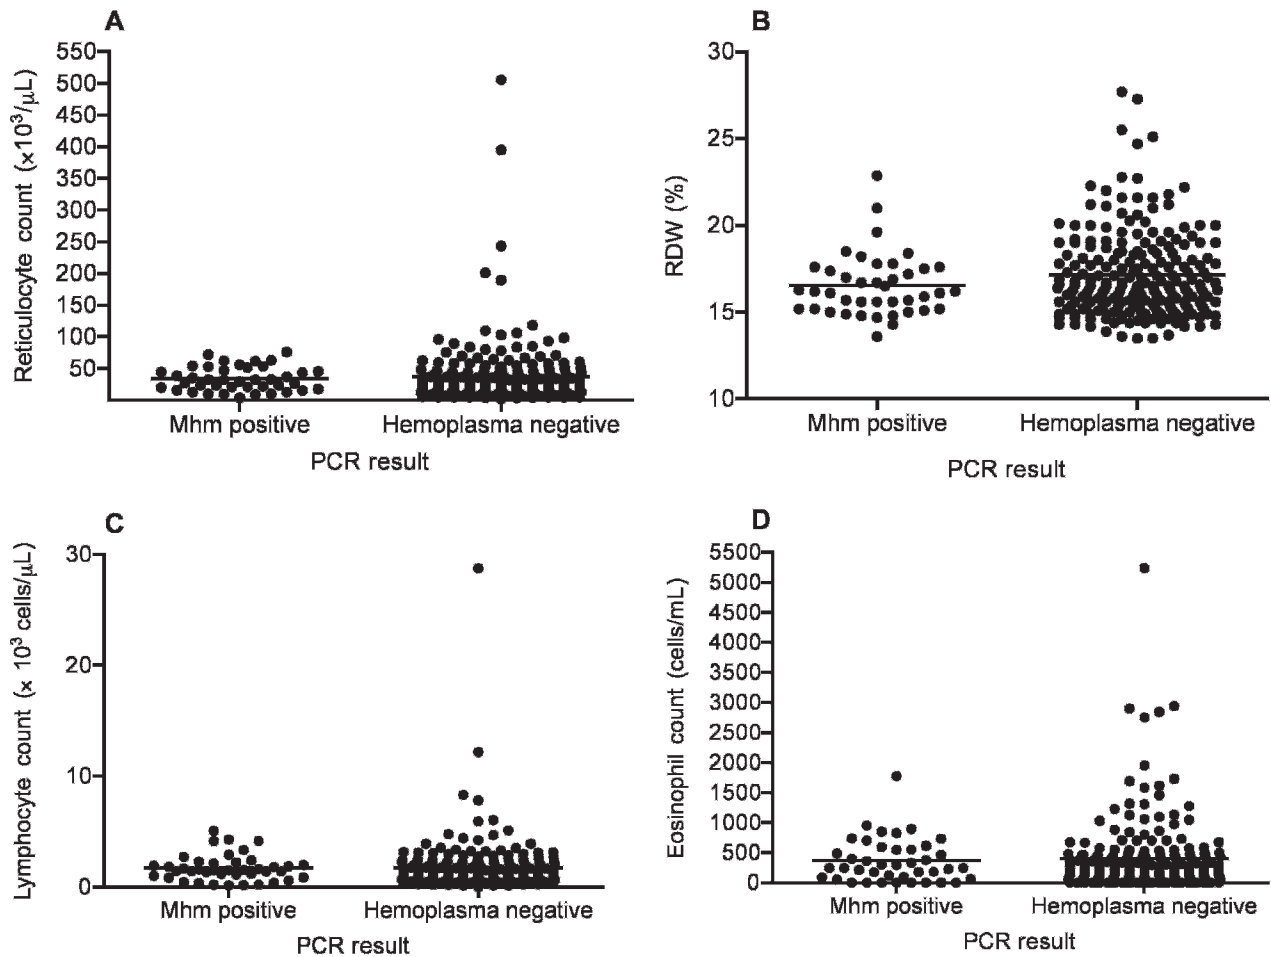 A
Reticulocyte count (×10³/μL)
550
500
450
400
350
300
250
200
150
100
50
Mhm positive
Hemoplasma negative
PCR result
B
RDW (%)
30
25
20
15
10
Mhm positive
Hemoplasma negative
PCR result
C
Lymphocyte count (× 10³ cells/μL)
30
20
10
0
Mhm positive
Hemoplasma negative
PCR result
D
Eosinophil count (cells/mL)
5500
5000
4500
4000
3500
3000
2500
2000
1500
1000
500
0
Mhm positive
Hemoplasma negative
PCR result